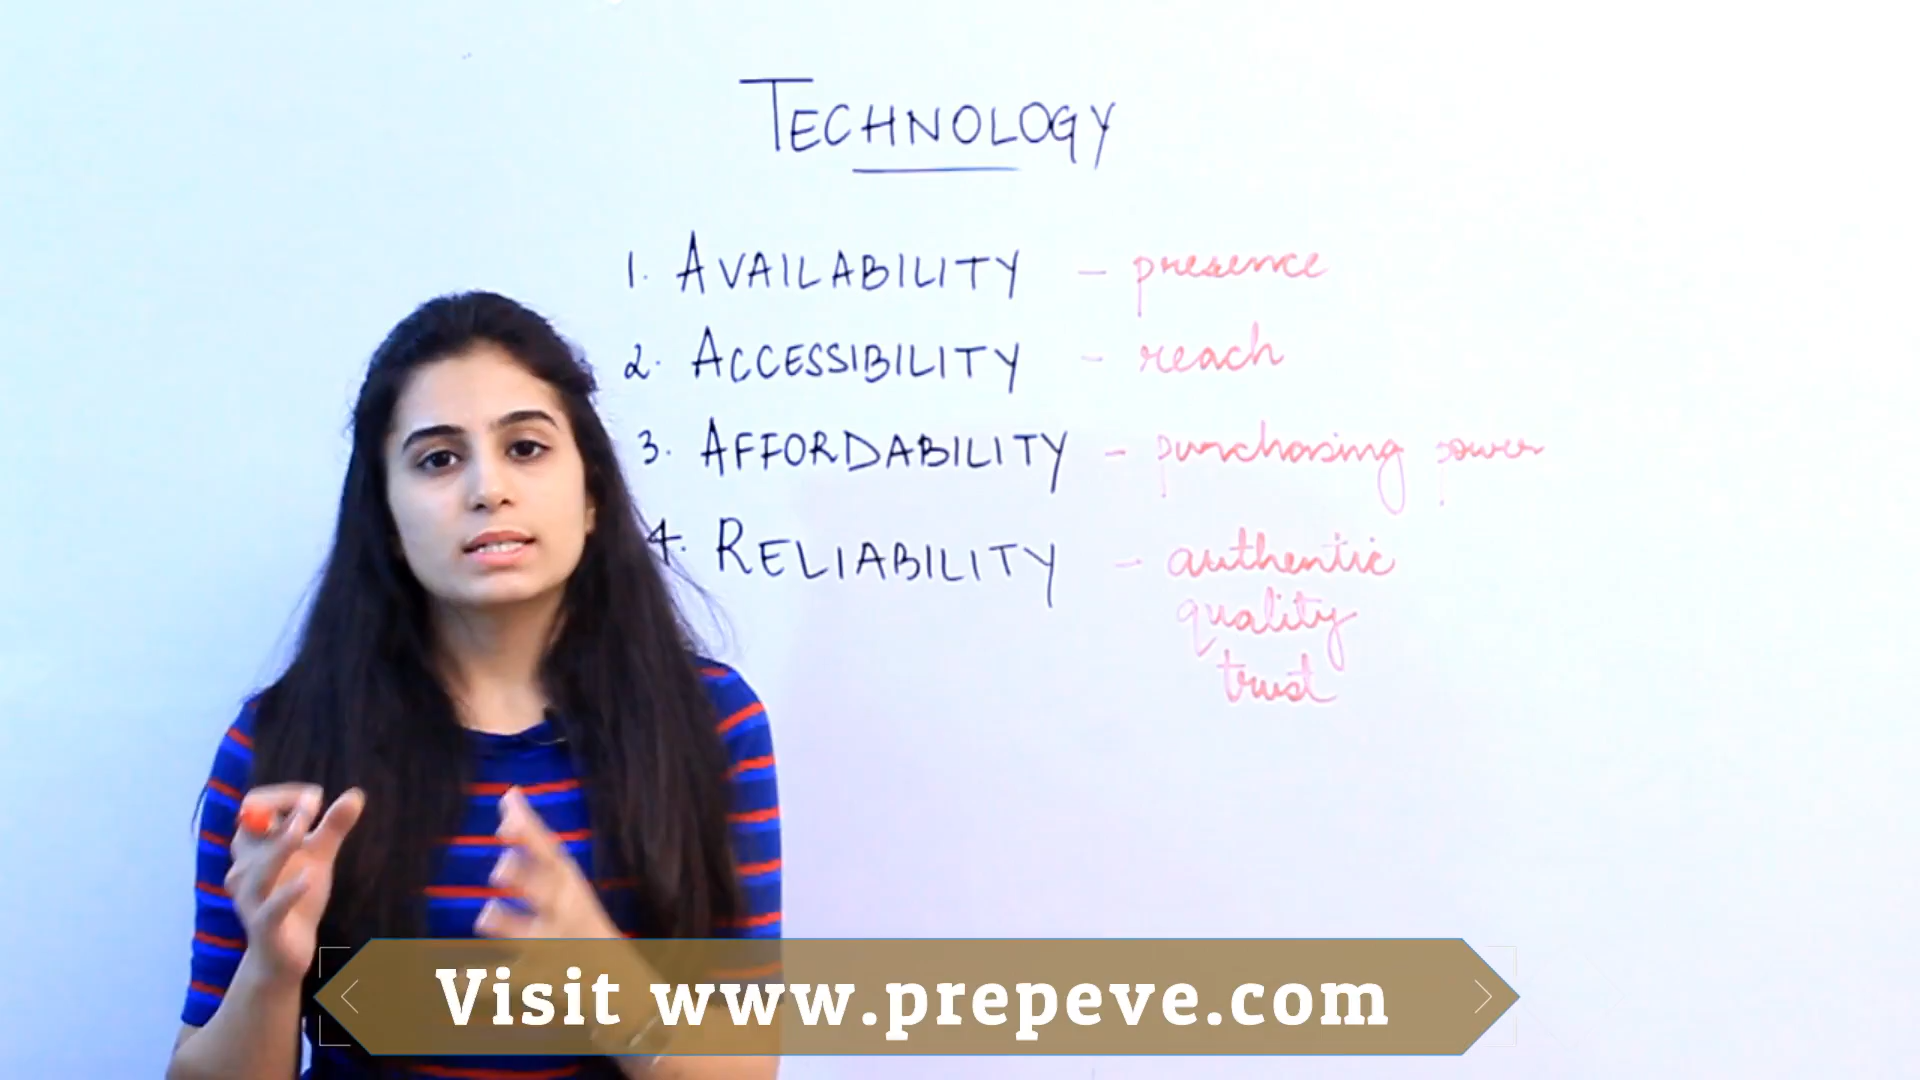 TECHNOLOGY
1. AVAILABILITY - presence
2. ACCESSIBILITY - reach
3. AFFORDABILITY - purchasing power
4. RELIABILITY - authentic
quality
trust
Visit www.prepeve.com